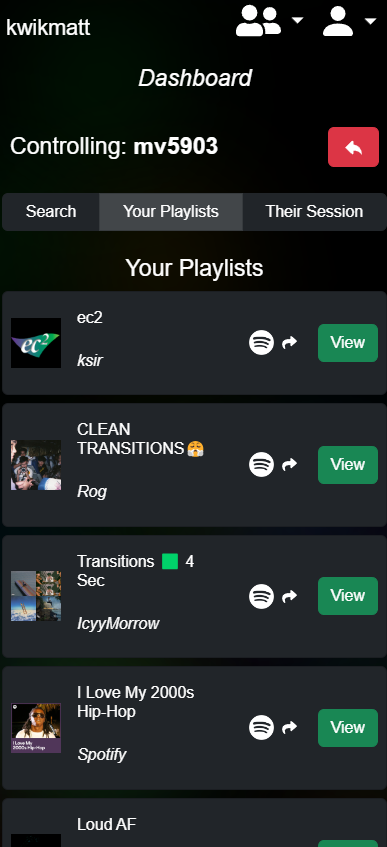 kwikmatt
Dashboard
Controlling: mv5903
Search
Your Playlists
Their Session
Your Playlists
ec2
ec2
ksir
View
CLEAN
TRANSITIONS😤
Rog
View
Transitions 🟩 4
Sec
IcyyMorrow
View
I Love My 2000s
Hip-Hop
I Love My
2000s Hip-Hop
Spotify
View
Loud AF